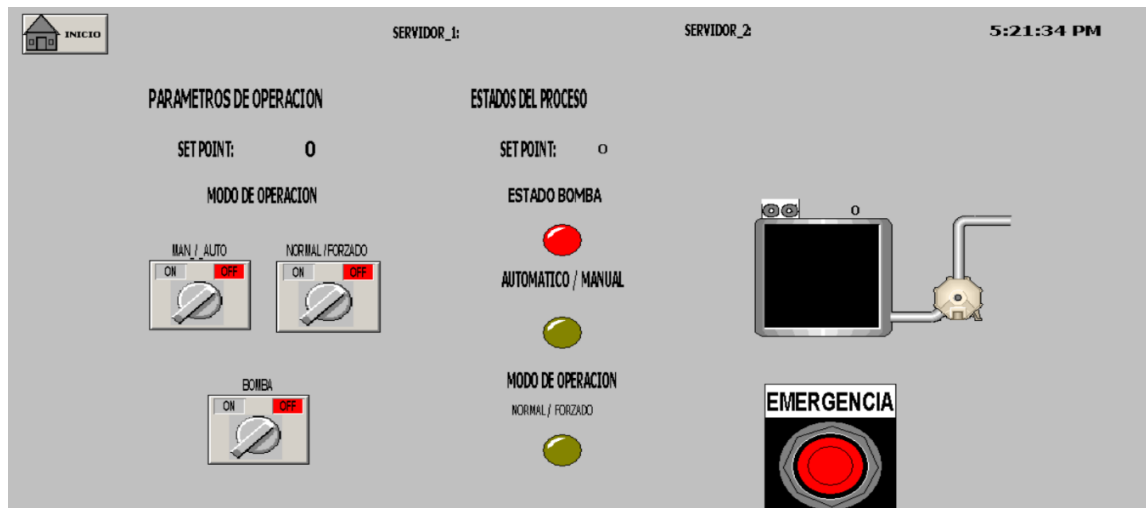 INICIO
SERVIDOR_1:
SERVIDOR_2:
5:21:34 PM
PARAMETROS DE OPERACION
ESTADOS DEL PROCESO
SET POINT: 0
SET POINT: 0
MODO DE OPERACION
ESTADO BOMBA
0
MAN_/_AUTO
NORMAL /FORZADO
ON OFF
ON OFF
AUTOMATICO / MANUAL
BOMBA
ON OFF
MODO DE OPERACION
NORMAL / FORZADO
EMERGENCIA